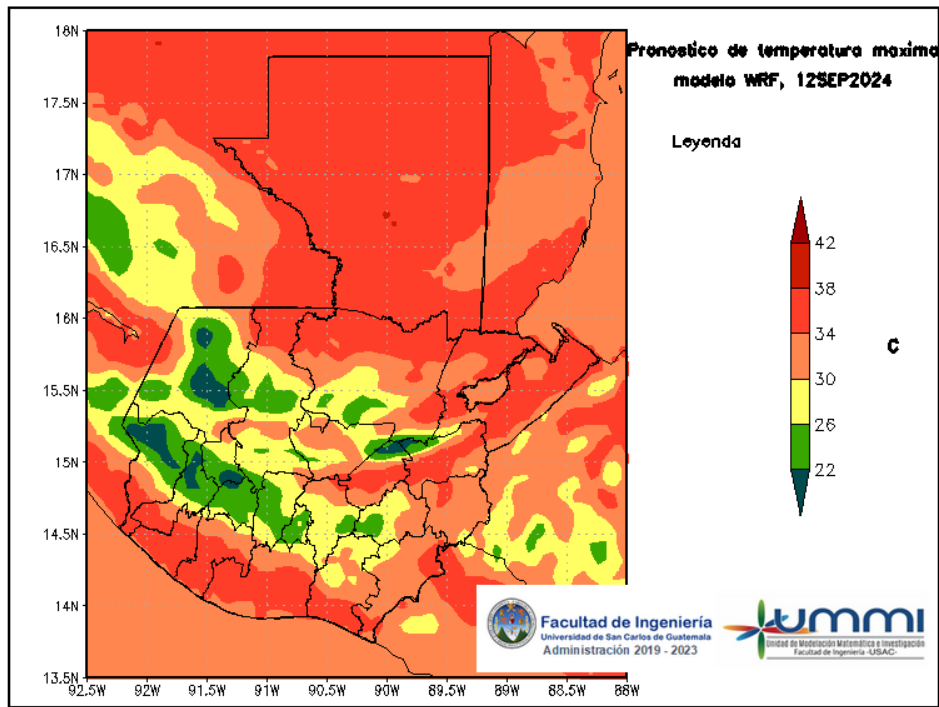 Pronostico de temperatura maxima
modelo WRF, 12SEP2024
Leyenda
18N
17.5N
17N
16.5N
16N
15.5N
15N
14.5N
14N
13.5N
92.5W 92W 91.5W 91W 90.5W 90W 89.5W 89W 88.5W 88W
42
38
34
30
26
22
C
Facultad de Ingeniería
Universidad de San Carlos de Guatemala
Administración 2019 - 2023
UMMI
Unidad de Modelación Matemática e Investigación
Facultad de Ingeniería -USAC-